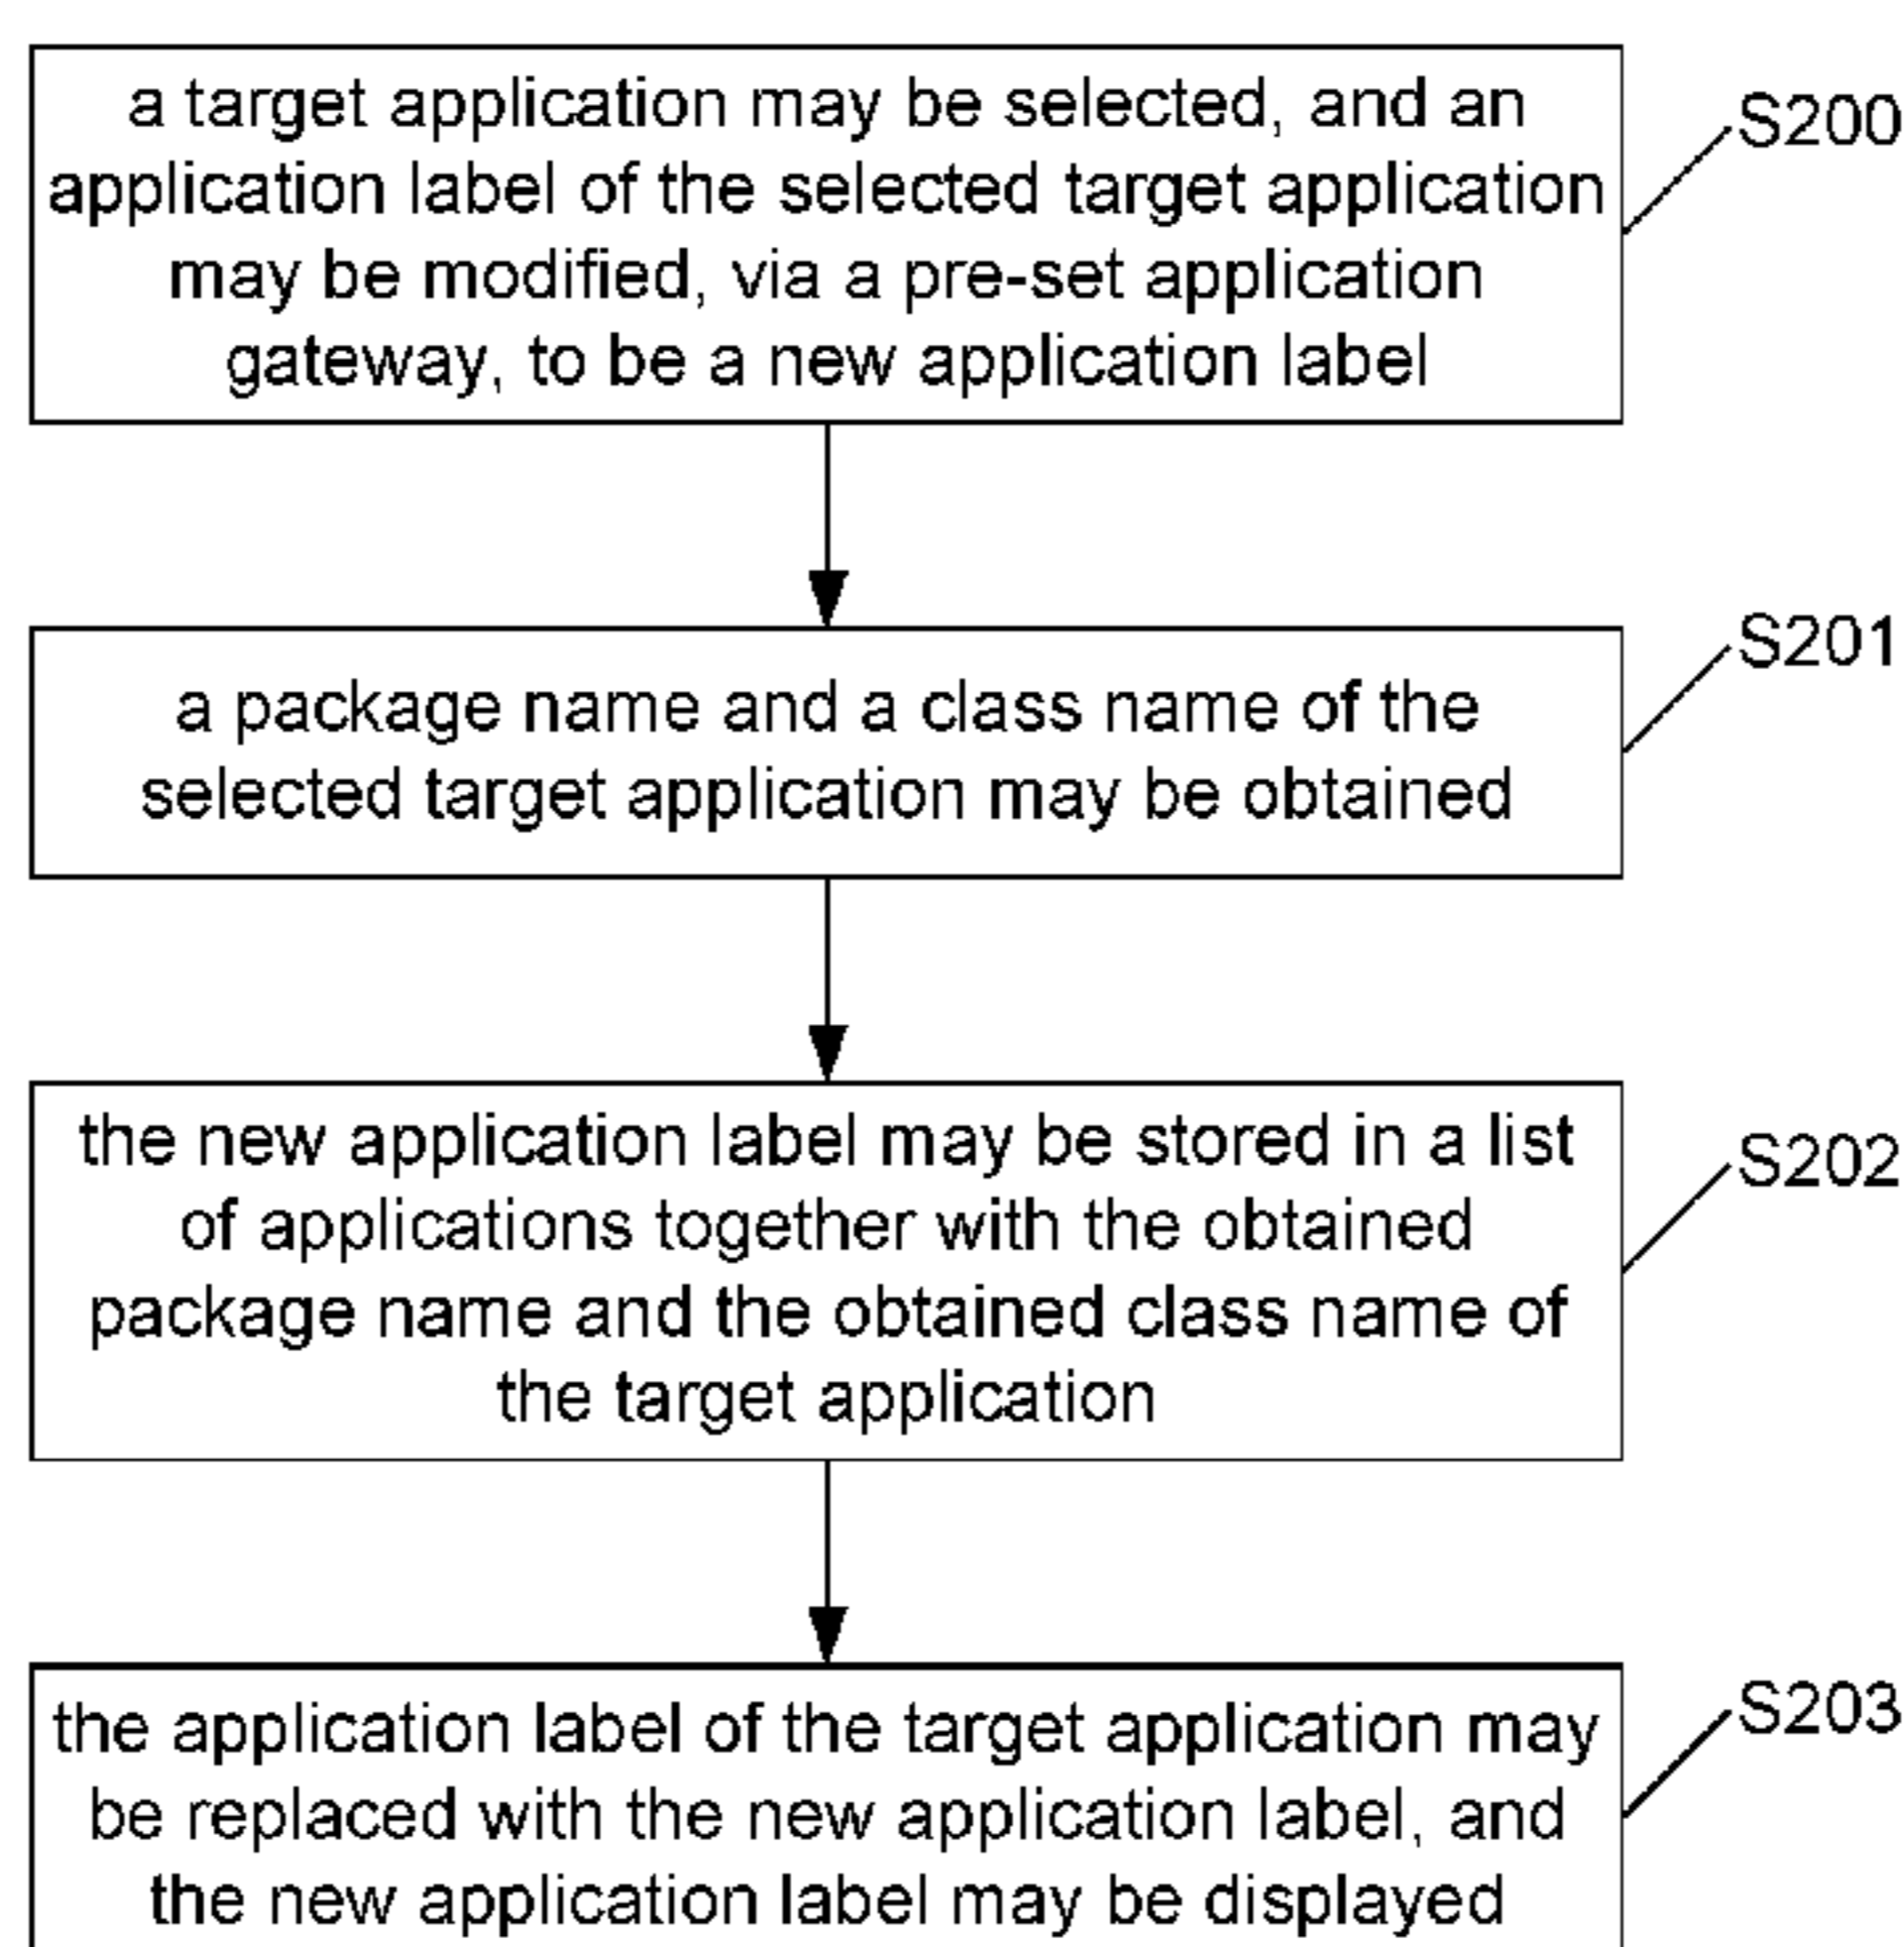 a target application may be selected, and an
application label of the selected target application
may be modified, via a pre-set application
gateway, to be a new application label
S200
a package name and a class name of the
selected target application may be obtained
S201
the new application label may be stored in a list
of applications together with the obtained
package name and the obtained class name of
the target application
S202
the application label of the target application may
be replaced with the new application label, and
the new application label may be displayed
S203